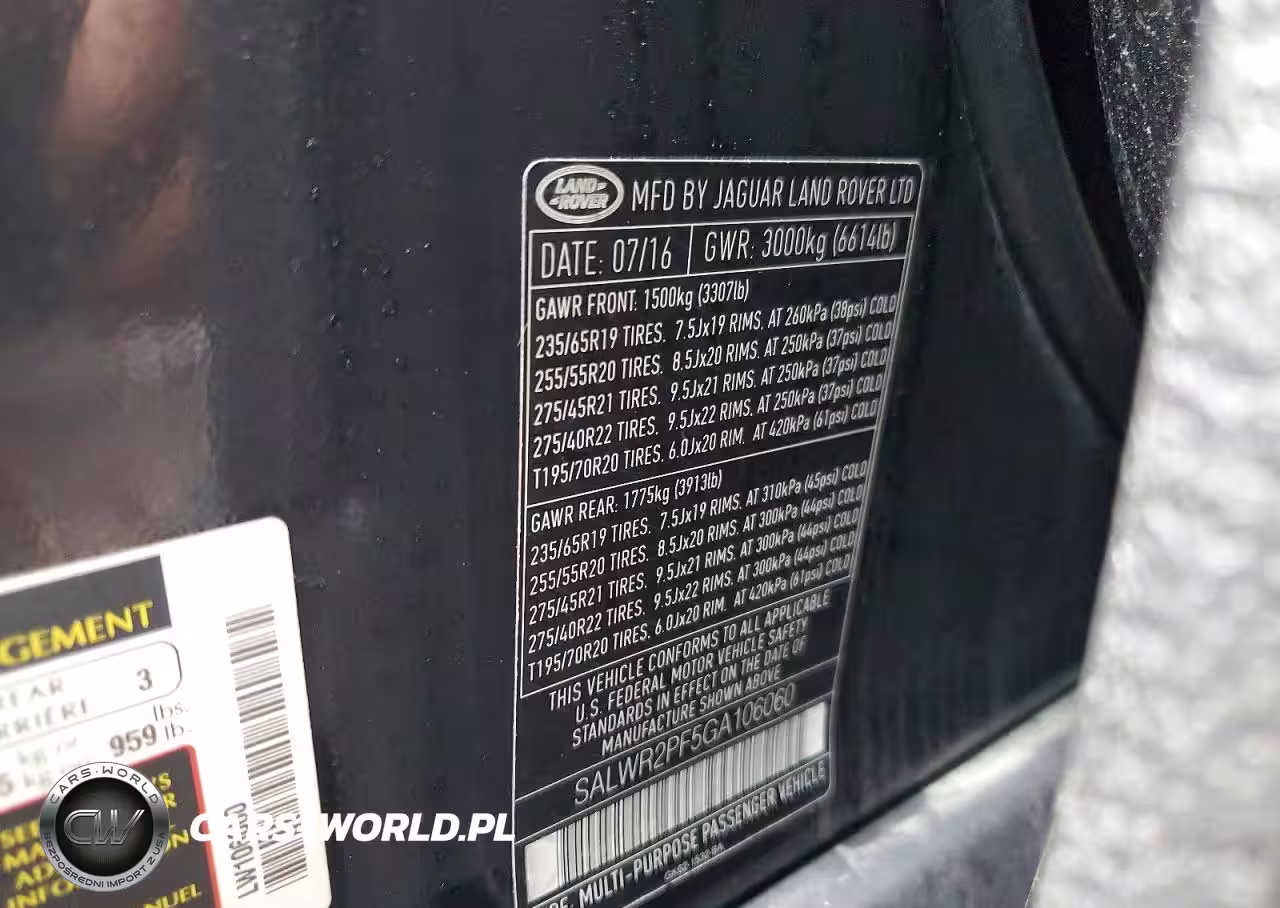 LAND ROVER MFD BY JAGUAR LAND ROVER LTD
DATE: 07/16 GWR: 3000kg (6614lb)
GAWR FRONT. 1500kg (3307lb)
235/65R19 TIRES. 7.5Jx19 RIMS. AT 260kPa (38psi) COLD
255/55R20 TIRES. 8.5Jx20 RIMS. AT 250kPa (37psi) COLD
275/45R21 TIRES. 9.5Jx21 RIMS. AT 250kPa (37psi) COLD
275/40R22 TIRES. 9.5Jx22 RIMS. AT 250kPa (37psi) COLD
T195/70R20 TIRES. 6.0Jx20 RIM. AT 420kPa (61psi) COLD
GAWR REAR: 1775kg (3913lb)
235/65R19 TIRES. 7.5Jx19 RIMS. AT 310kPa (45psi) COLD
255/55R20 TIRES. 8.5Jx20 RIMS. AT 300kPa (44psi) COLD
275/45R21 TIRES. 9.5Jx21 RIMS. AT 300kPa (44psi) COLD
275/40R22 TIRES. 9.5Jx22 RIMS. AT 300kPa (44psi) COLD
T195/70R20 TIRES. 6.0Jx20 RIM. AT 420kPa (61psi) COLD
THIS VEHICLE CONFORMS TO ALL APPLICABLE
U.S. FEDERAL MOTOR VEHICLE SAFETY
STANDARDS IN EFFECT ON THE DATE OF
MANUFACTURE SHOWN ABOVE
SALWR2PF5GA106060
MULTI-PURPOSE PASSENGER VEHICLE
GEMENT
REAR 3
lbs.
kg 959 lb.
CARS-WORLD
CW
BEZPOŚREDNI IMPORT Z USA
CARS-WORLD.PL